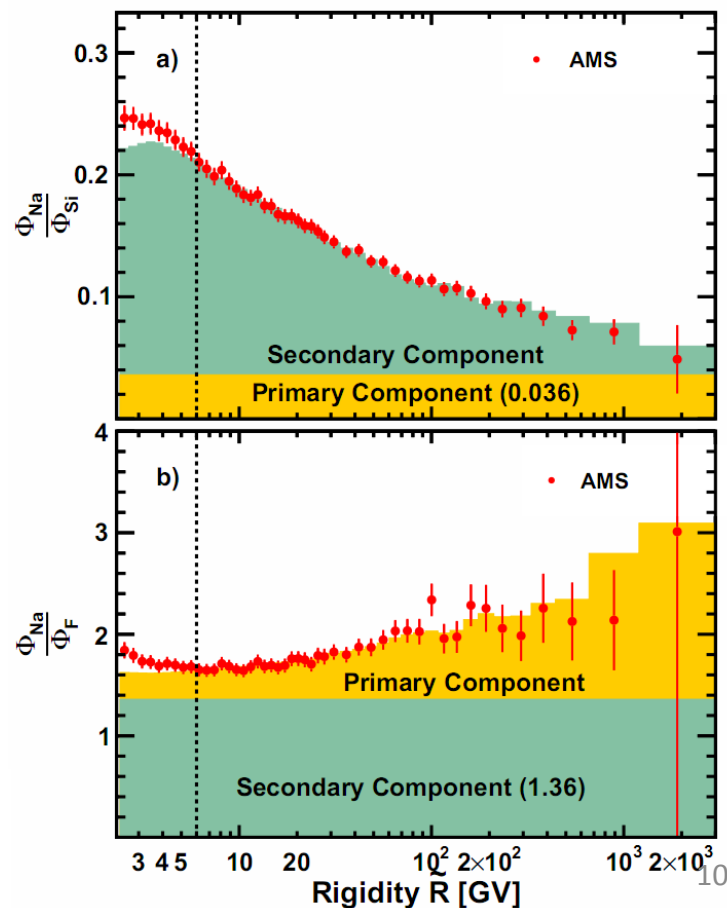 0.3
a)
AMS
0.2
Φ_Na
Φ_Si
0.1
Secondary Component
Primary Component (0.036)
4
b)
AMS
3
Φ_Na
Φ_F
2
Primary Component
1
Secondary Component (1.36)
3 4 5 10 20 10² 2×10² 10³ 2×10³
Rigidity R̃ [GV]
10